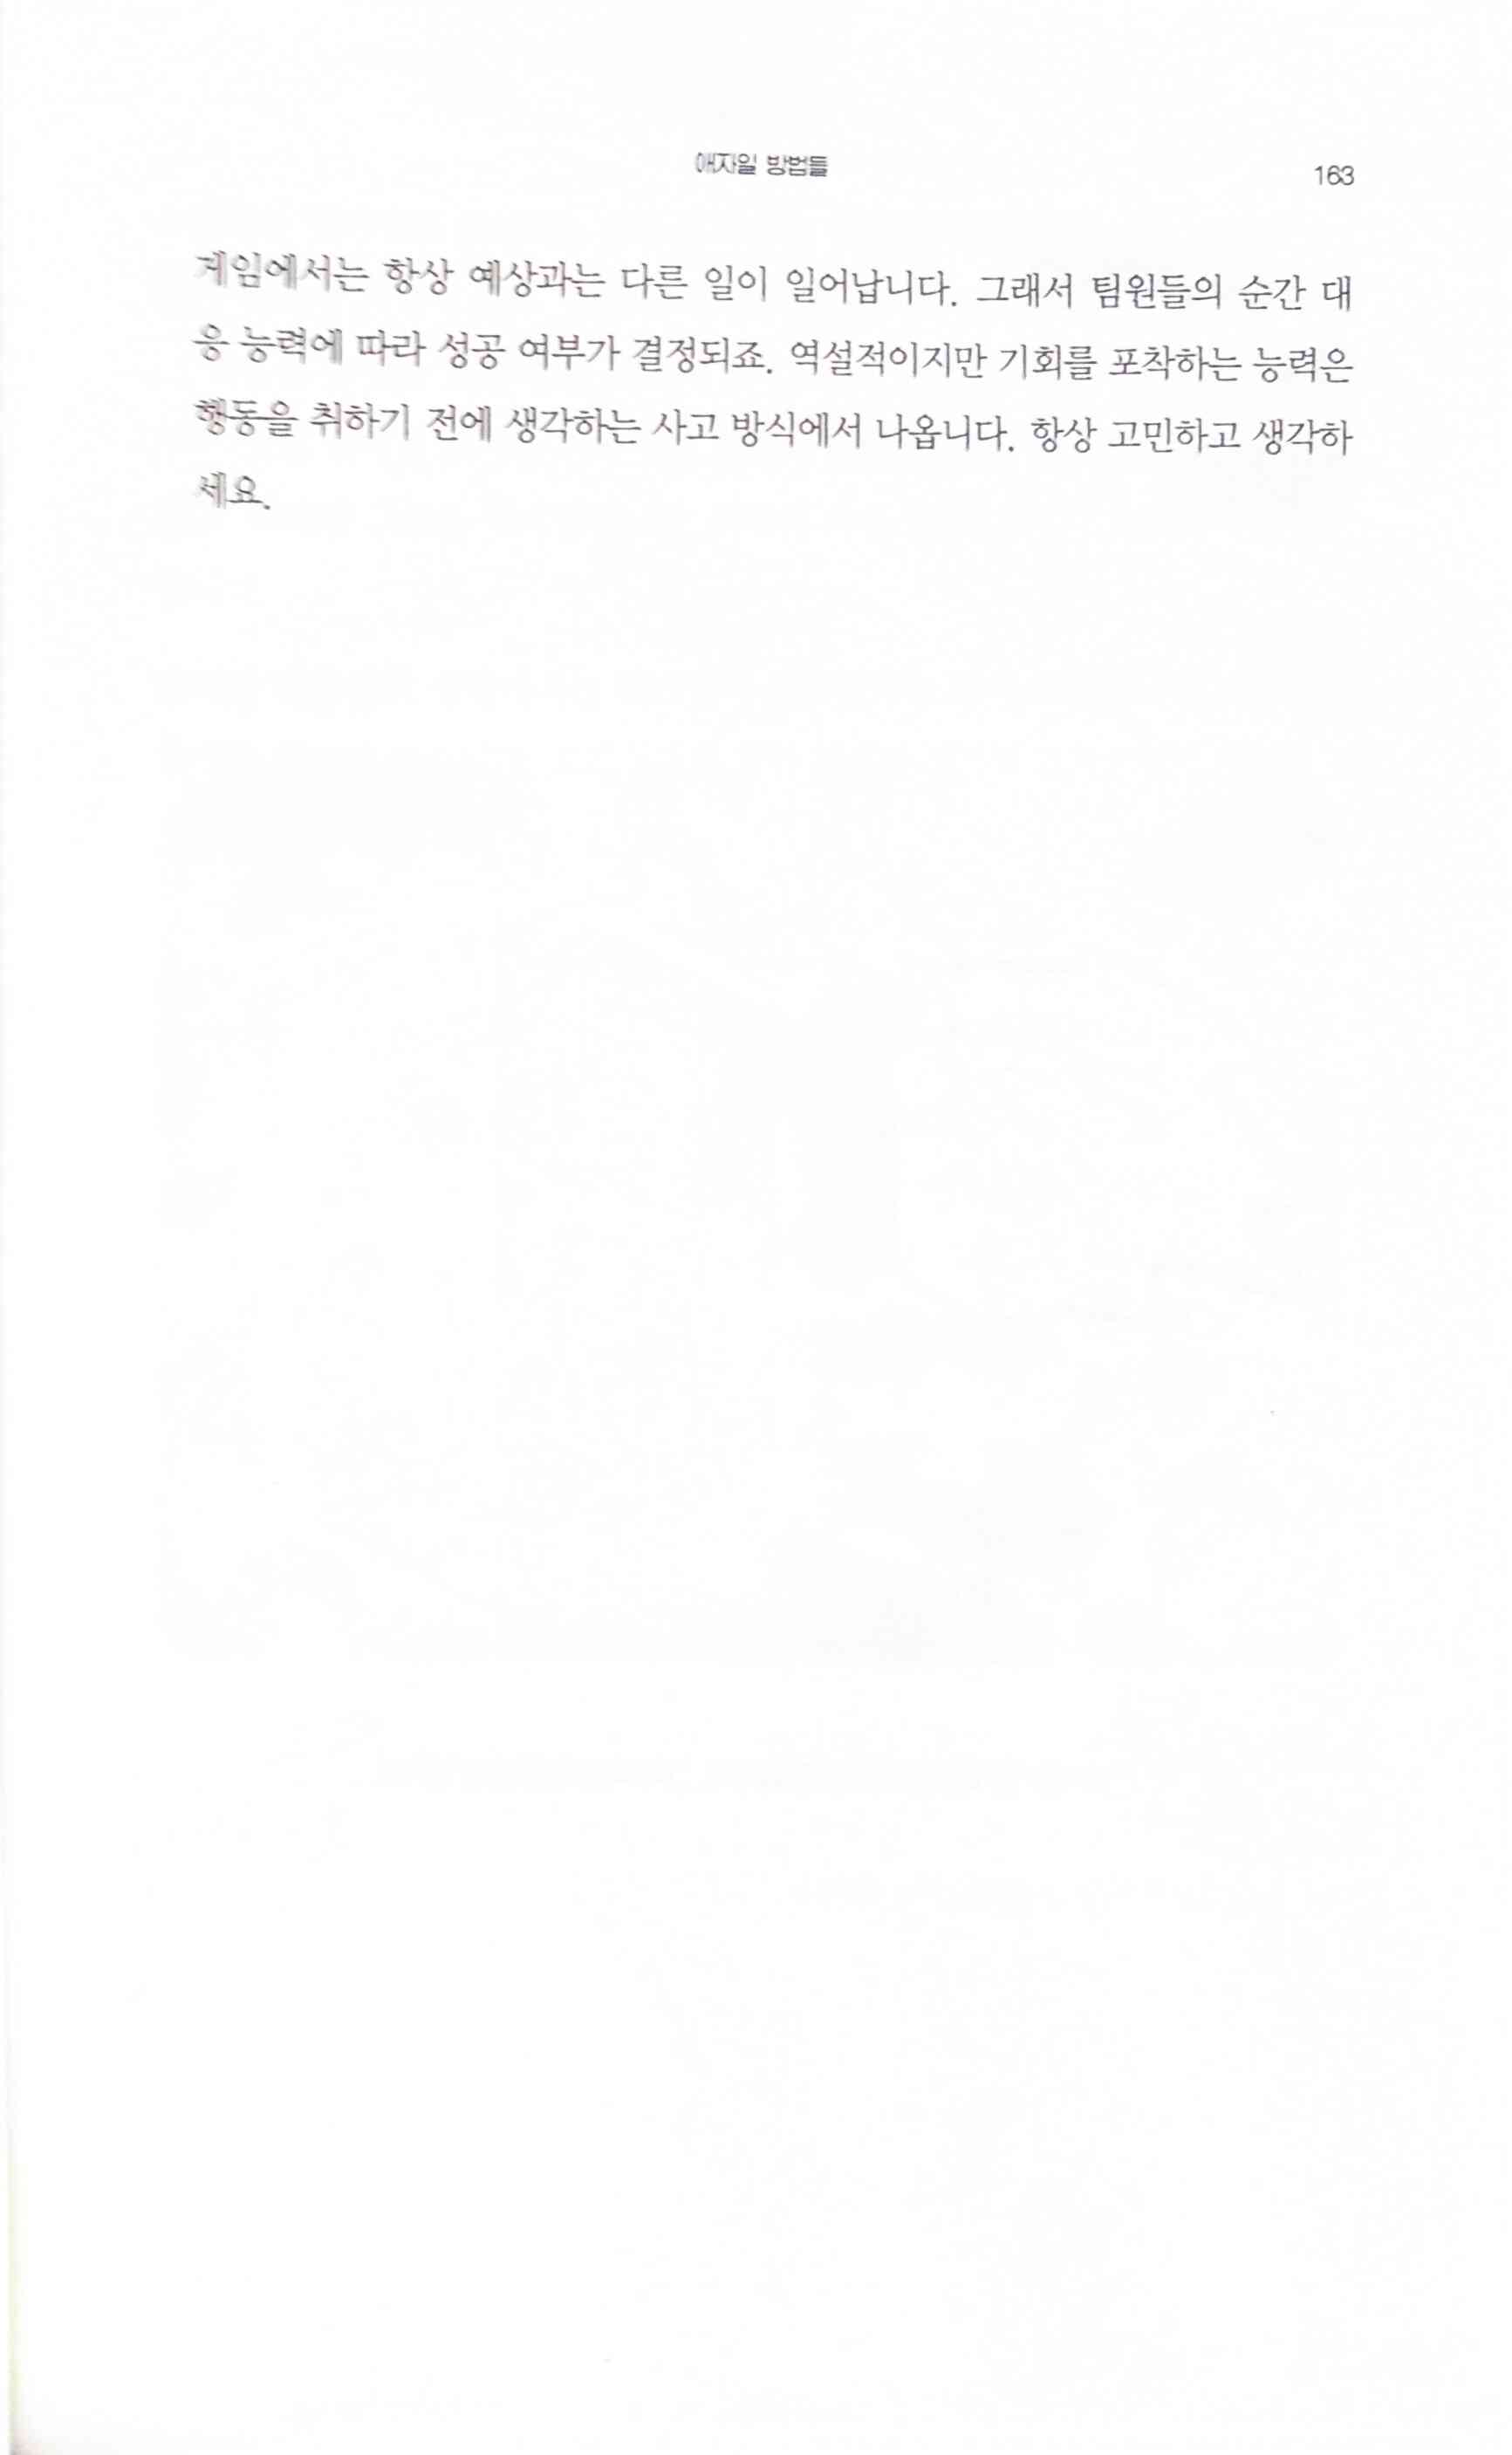 애자일 방법들
163
게임에서는 항상 예상과는 다른 일이 일어납니다. 그래서 팀원들의 순간 대
응 능력에 따라 성공 여부가 결정되죠. 역설적이지만 기회를 포착하는 능력은
행동을 취하기 전에 생각하는 사고 방식에서 나옵니다. 항상 고민하고 생각하
세요.